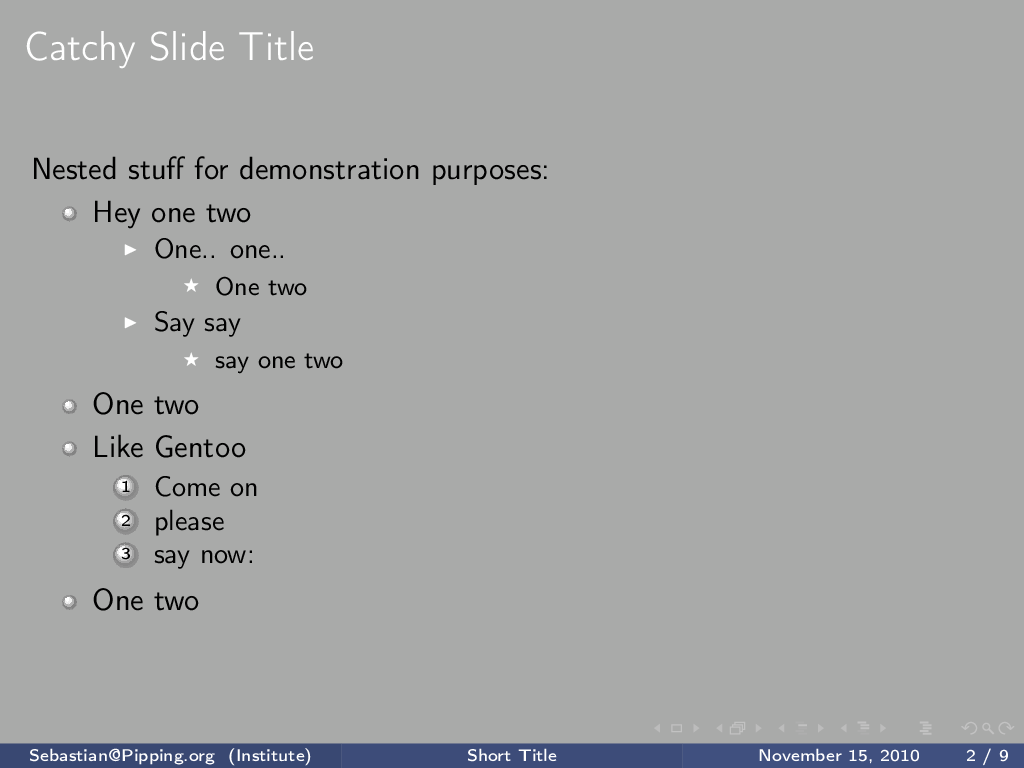 Catchy Slide Title
Nested stuff for demonstration purposes:
Hey one two
One.. one..
One two
Say say
say one two
One two
Like Gentoo
1 Come on
2 please
3 say now:
One two
Sebastian@Pipping.org (Institute) Short Title November 15, 2010 2 / 9